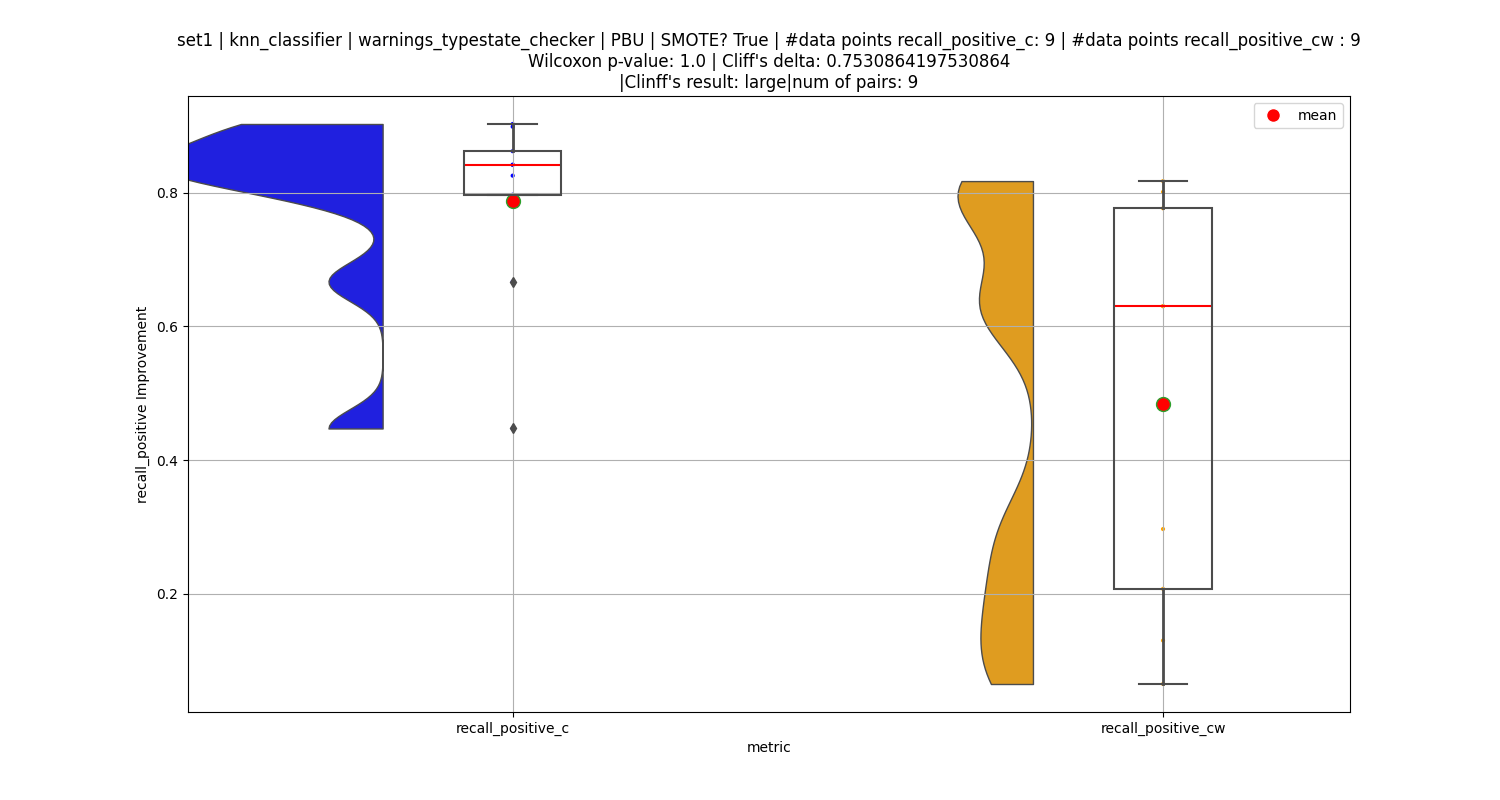 set1 | knn_classifier | warnings_typestate_checker | PBU | SMOTE? True | #data points recall_positive_c: 9 | #data points recall_positive_cw : 9
Wilcoxon p-value: 1.0 | Cliff's delta: 0.7530864197530864
|Clinff's result: large|num of pairs: 9
mean
0.8
0.6
0.4
0.2
recall_positive Improvement
recall_positive_c
recall_positive_cw
metric